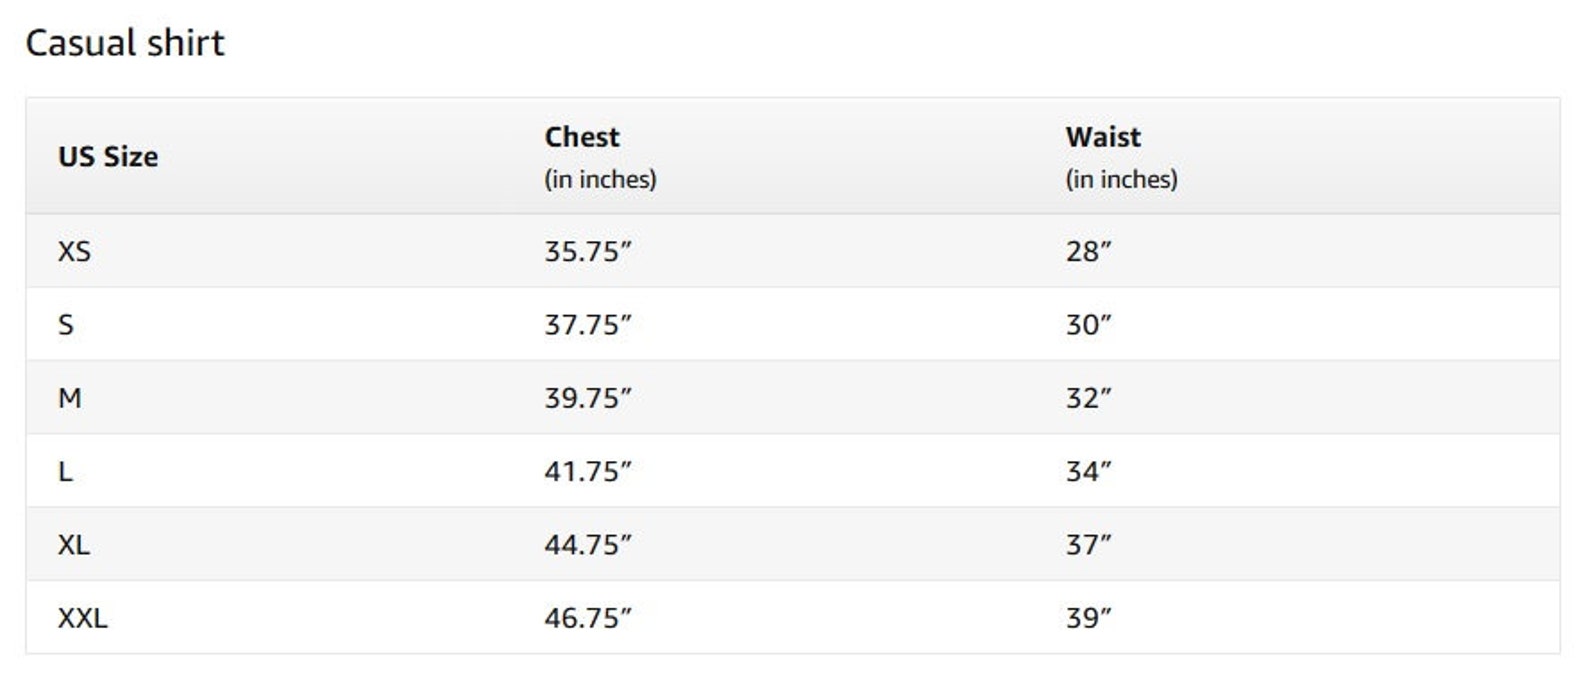 Casual shirt
US Size Chest Waist
(in inches) (in inches)
XS 35.75″ 28″
S 37.75″ 30″
M 39.75″ 32″
L 41.75″ 34″
XL 44.75″ 37″
XXL 46.75″ 39″